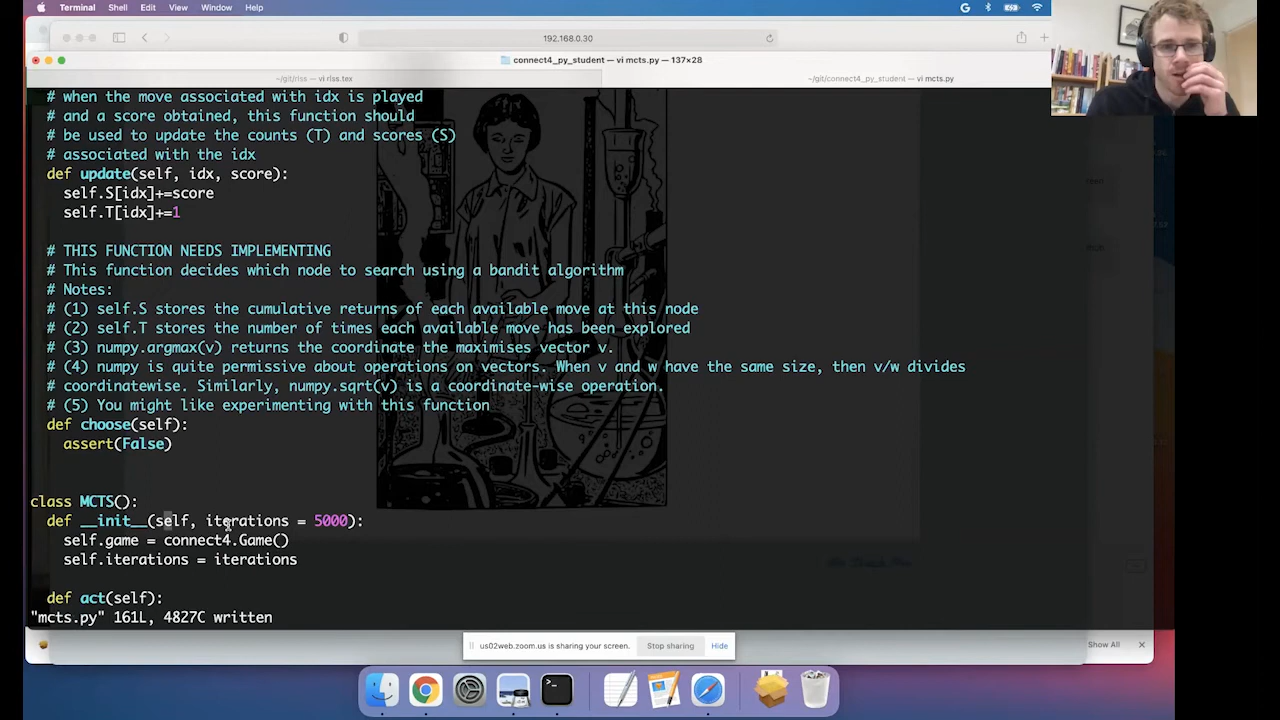 Terminal Shell Edit View Window Help
192.168.0.30
connect4_py_student — vi mcts.py — 137×28
~/git/rlss — vi rlss.tex
~/git/connect4_py_student — vi mcts.py
# when the move associated with idx is played
# and a score obtained, this function should
# be used to update the counts (T) and scores (S)
# associated with the idx
def update(self, idx, score):
self.S[idx]+=score
self.T[idx]+=1
# THIS FUNCTION NEEDS IMPLEMENTING
# This function decides which node to search using a bandit algorithm
# Notes:
# (1) self.S stores the cumulative returns of each available move at this node
# (2) self.T stores the number of times each available move has been explored
# (3) numpy.argmax(v) returns the coordinate the maximises vector v.
# (4) numpy is quite permissive about operations on vectors. When v and w have the same size, then v/w divides
# coordinatewise. Similarly, numpy.sqrt(v) is a coordinate-wise operation.
# (5) You might like experimenting with this function
def choose(self):
assert(False)
class MCTS():
def __init__(self, iterations = 5000):
self.game = connect4.Game()
self.iterations = iterations
def act(self):
"mcts.py" 161L, 4827C written
us02web.zoom.us is sharing your screen. Stop sharing Hide
Show All